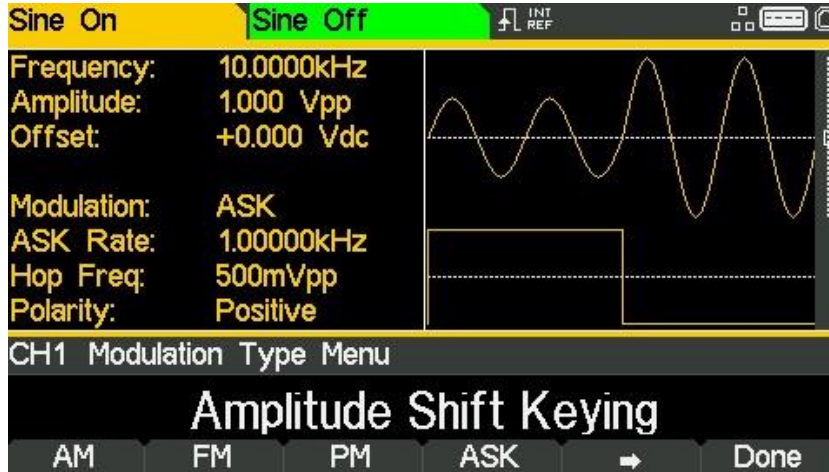 Sine On Sine Off INT REF
Frequency: 10.0000kHz
Amplitude: 1.000 Vpp
Offset: +0.000 Vdc
Modulation: ASK
ASK Rate: 1.00000kHz
Hop Freq: 500mVpp
Polarity: Positive
CH1 Modulation Type Menu
Amplitude Shift Keying
AM FM PM ASK ➡ Done